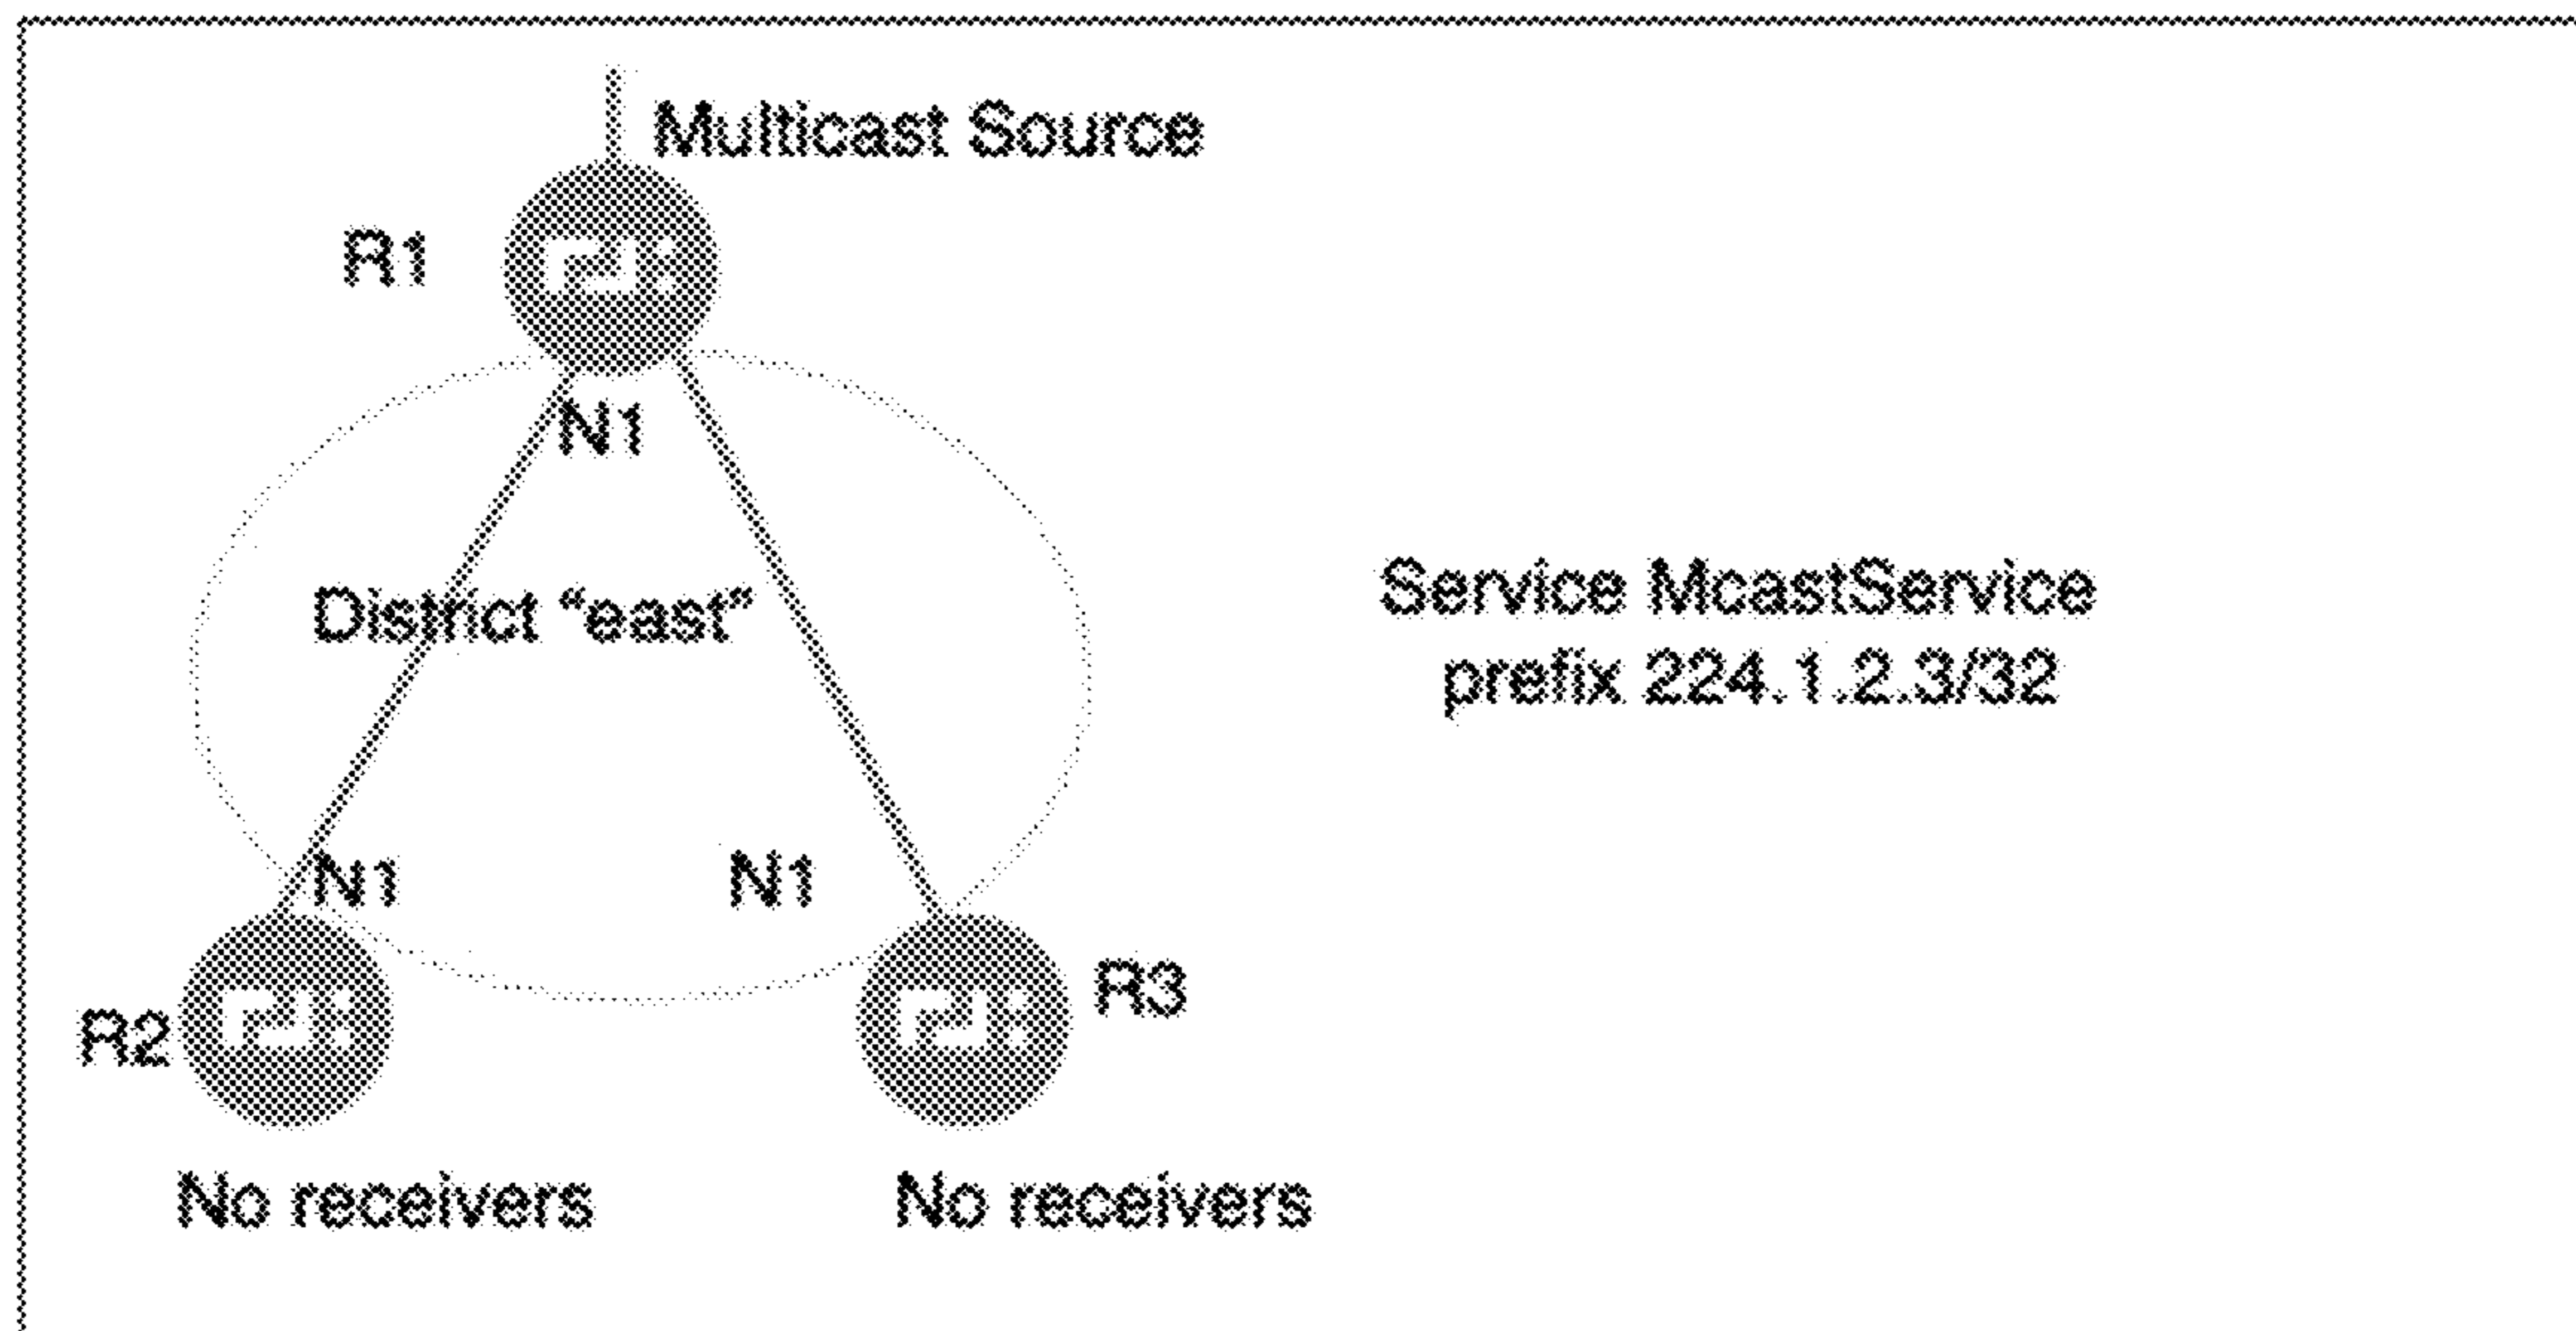 Multicast Source
R1
N1
District "east"
Service McastService
prefix 224.1.2.3/32
N1
N1
R2
R3
No receivers
No receivers